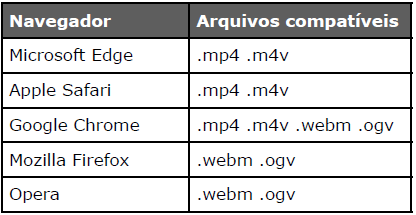 Navegador Arquivos compatíveis
Microsoft Edge .mp4 .m4v
Apple Safari .mp4 .m4v
Google Chrome .mp4 .m4v .webm .ogv
Mozilla Firefox .webm .ogv
Opera .webm .ogv